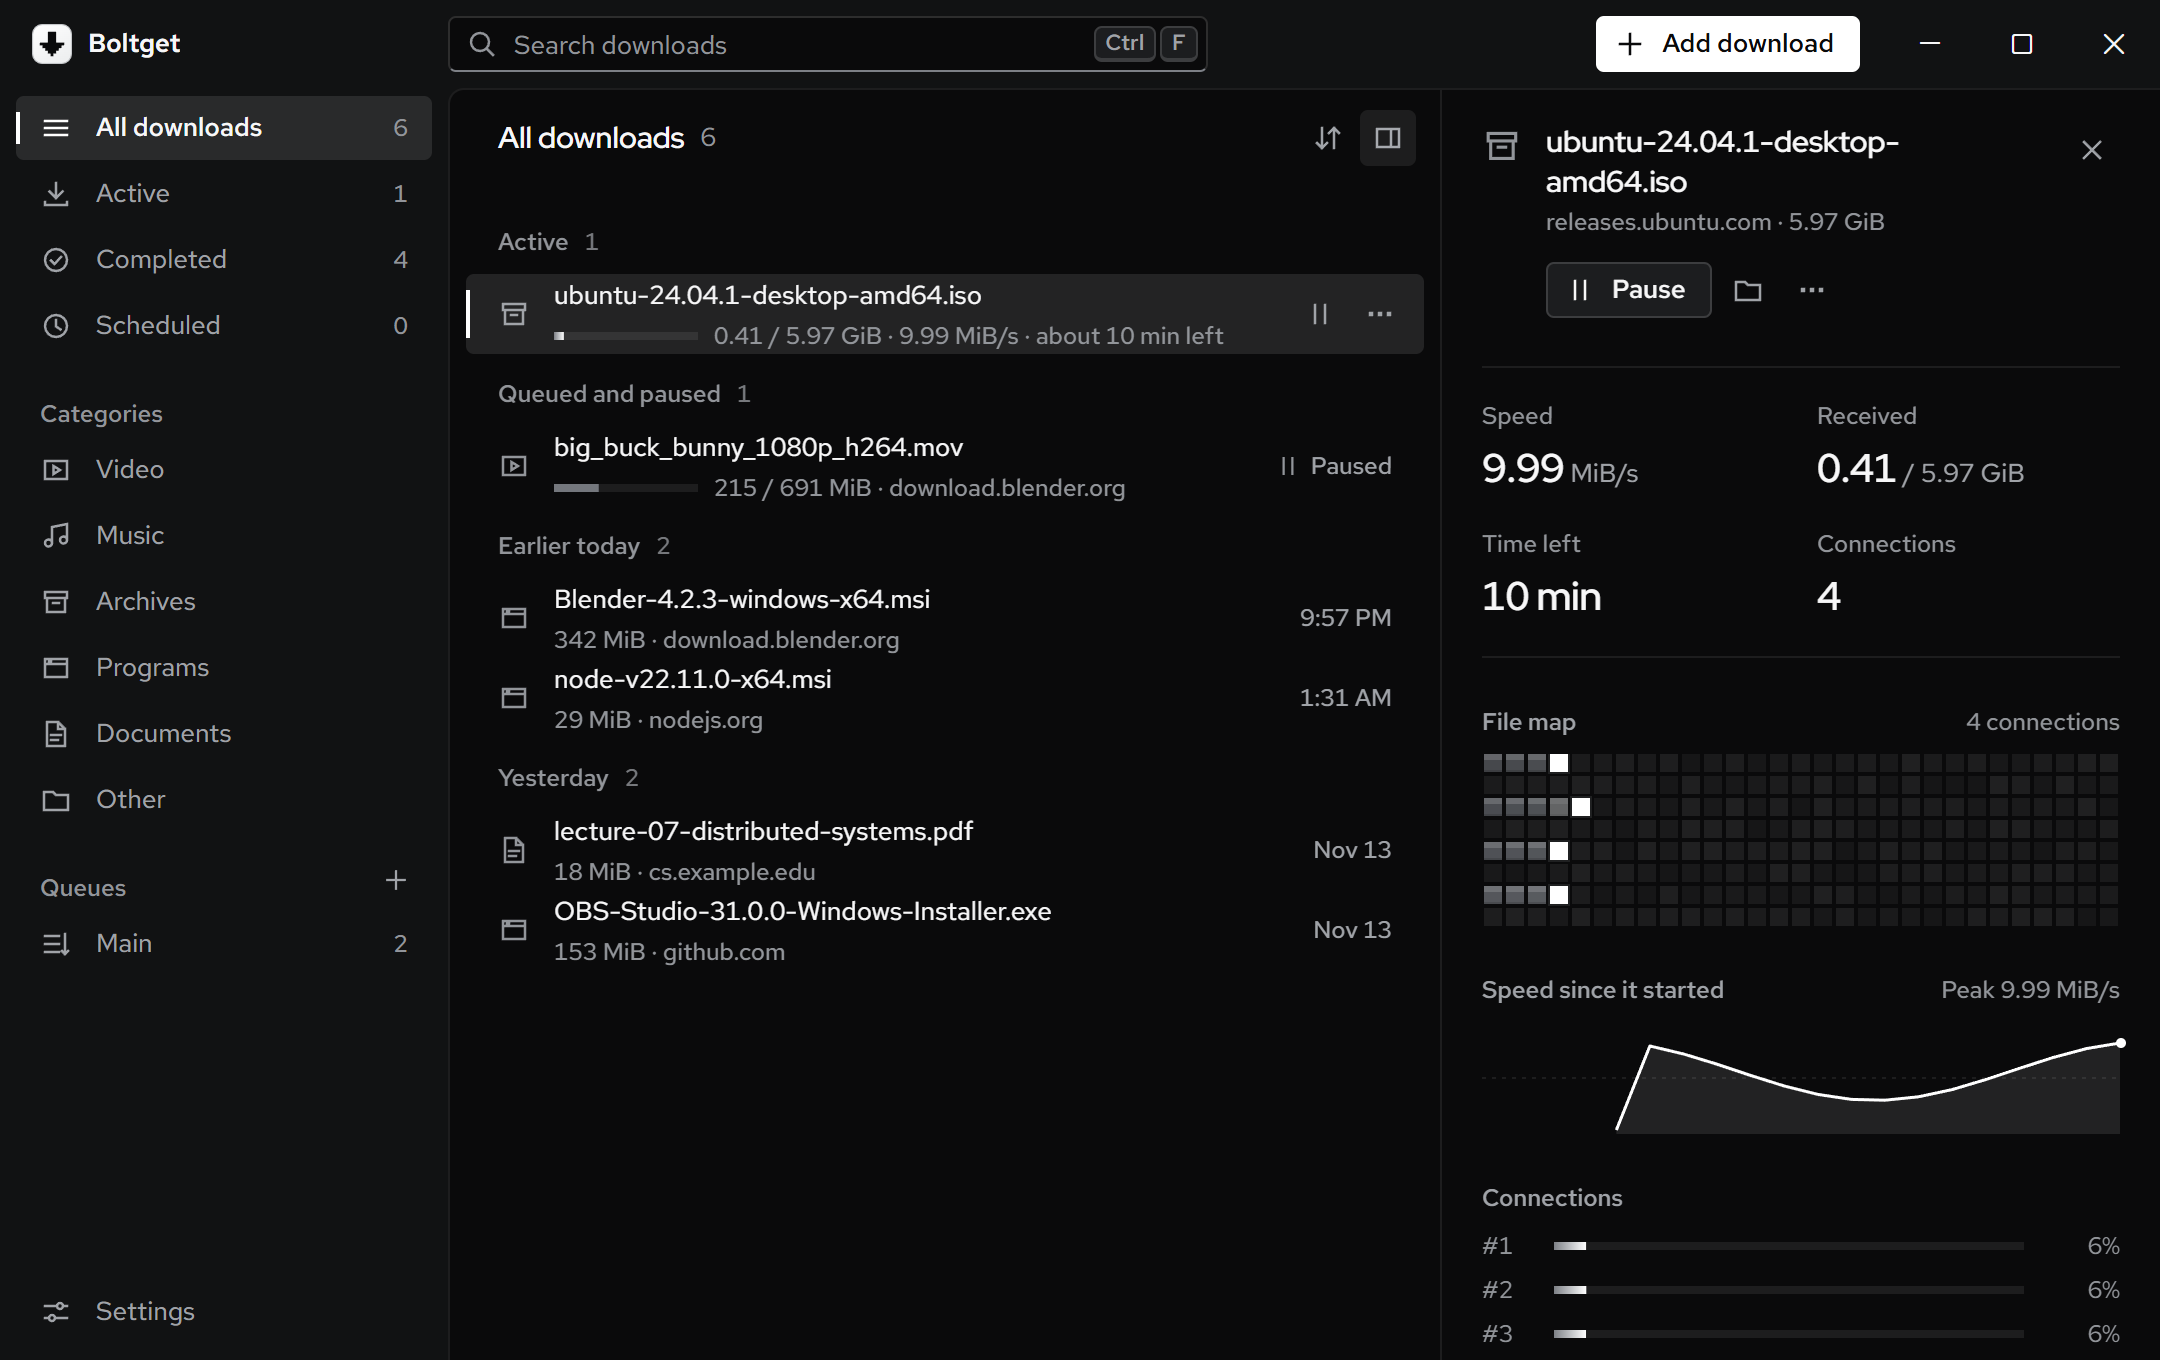 Boltget
Search downloads
Ctrl F
Add download
All downloads 6
Active 1
Completed 4
Scheduled 0
Categories
Video
Music
Archives
Programs
Documents
Other
Queues
Main 2
Settings
All downloads 6
Active 1
ubuntu-24.04.1-desktop-amd64.iso
0.41 / 5.97 GiB · 9.99 MiB/s · about 10 min left
Queued and paused 1
big_buck_bunny_1080p_h264.mov
215 / 691 MiB · download.blender.org
Paused
Earlier today 2
Blender-4.2.3-windows-x64.msi
342 MiB · download.blender.org
9:57 PM
node-v22.11.0-x64.msi
29 MiB · nodejs.org
1:31 AM
Yesterday 2
lecture-07-distributed-systems.pdf
18 MiB · cs.example.edu
Nov 13
OBS-Studio-31.0.0-Windows-Installer.exe
153 MiB · github.com
Nov 13
ubuntu-24.04.1-desktop-
amd64.iso
releases.ubuntu.com · 5.97 GiB
Pause
Speed
9.99 MiB/s
Received
0.41 / 5.97 GiB
Time left
10 min
Connections
4
File map
4 connections
Speed since it started
Peak 9.99 MiB/s
Connections
#1 6%
#2 6%
#3 6%